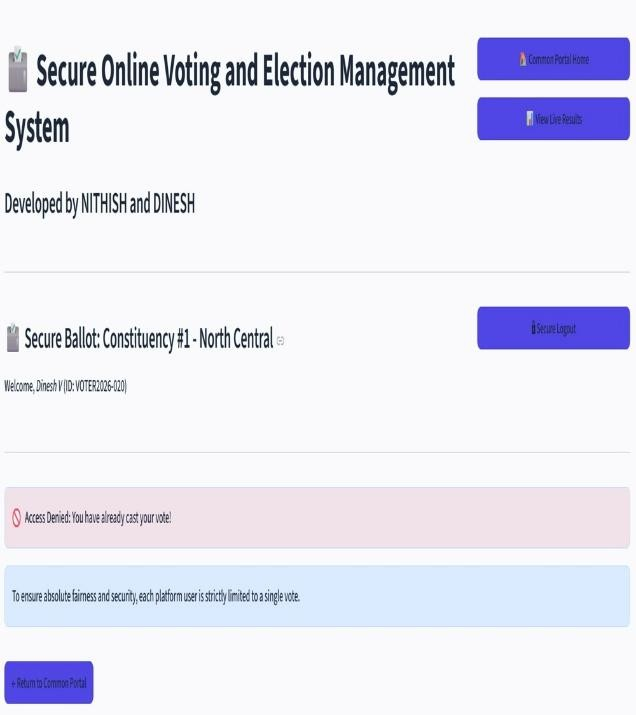 Secure Online Voting and Election Management
System
Common Portal Home
View Live Results
Developed by NITHISH and DINESH
Secure Ballot: Constituency #1 - North Central
Secure Logout
Welcome, Dinesh V (ID: VOTER2026-020)
Access Denied: You have already cast your vote!
To ensure absolute fairness and security, each platform user is strictly limited to a single vote.
← Return to Common Portal